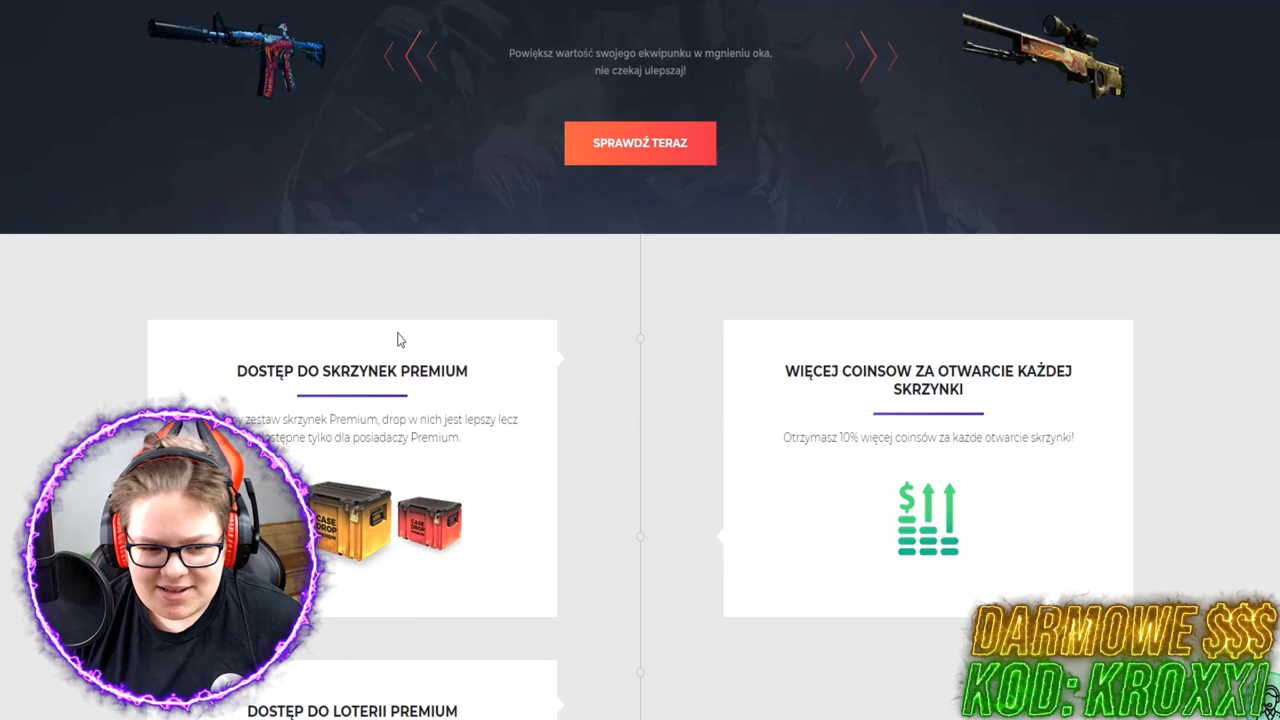 Powiększ wartość swojego ekwipunku w mgnieniu oka,
nie czekaj ulepszaj!
SPRAWDŹ TERAZ
DOSTĘP DO SKRZYNEK PREMIUM
zestaw skrzynek Premium, drop w nich jest lepszy lecz
tylko dla posiadaczy Premium.
CASE
DROP
CASE
DROP
WIĘCEJ COINSOW ZA OTWARCIE KAŻDEJ
SKRZYNKI
Otrzymasz 10% więcej coinsów za każde otwarcie skrzynki!
DOSTĘP DO LOTERII PREMIUM
DARMOWE $$$
KOD: KROXXI